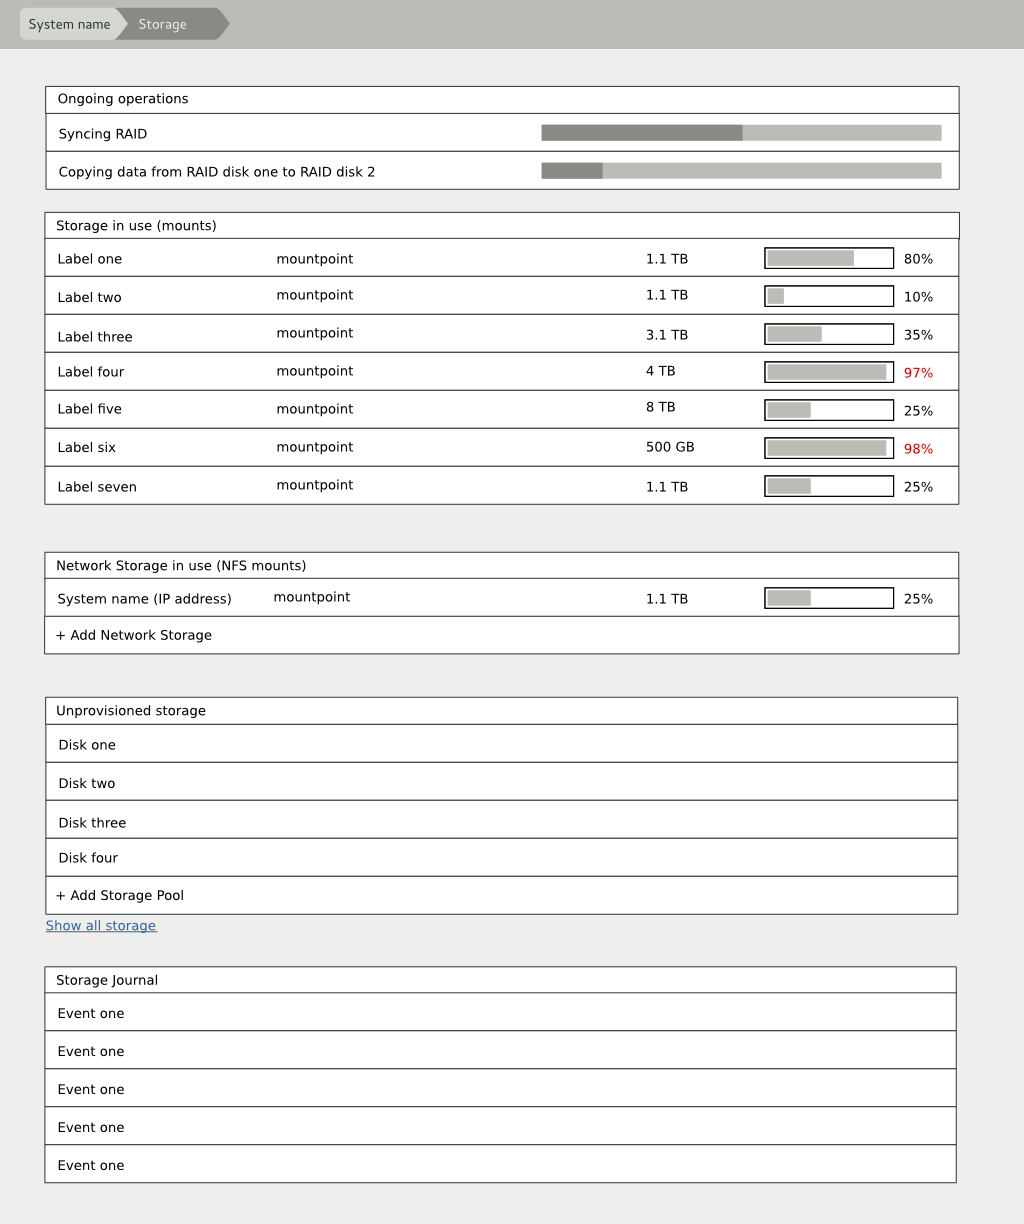 System name Storage
Ongoing operations
Syncing RAID
Copying data from RAID disk one to RAID disk 2
Storage in use (mounts)
Label one mountpoint 1.1 TB 80%
Label two mountpoint 1.1 TB 10%
Label three mountpoint 3.1 TB 35%
Label four mountpoint 4 TB 97%
Label five mountpoint 8 TB 25%
Label six mountpoint 500 GB 98%
Label seven mountpoint 1.1 TB 25%
Network Storage in use (NFS mounts)
System name (IP address) mountpoint 1.1 TB 25%
+ Add Network Storage
Unprovisioned storage
Disk one
Disk two
Disk three
Disk four
+ Add Storage Pool
Show all storage
Storage Journal
Event one
Event one
Event one
Event one
Event one